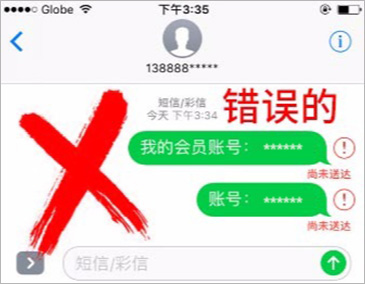 Globe 下午3:35
138888*****
短信/彩信
今天 下午3:34
错误的
我的会员账号： ******
尚未送达
账号： ******
尚未送达
短信/彩信